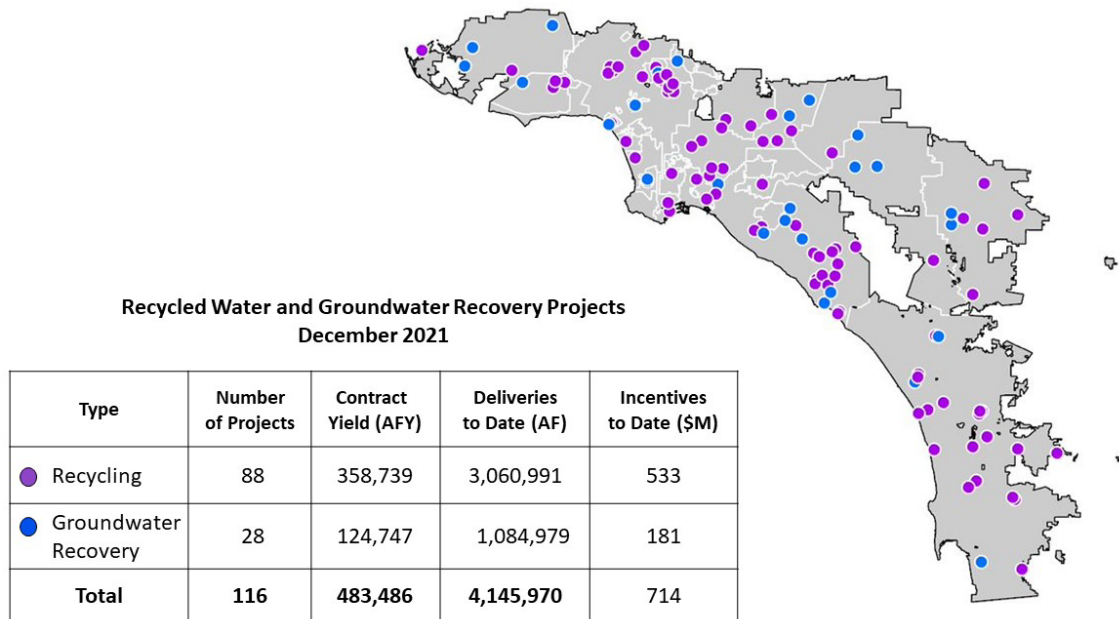 Recycled Water and Groundwater Recovery Projects
December 2021
Type
Number
of Projects
Contract
Yield (AFY)
Deliveries
to Date (AF)
Incentives
to Date ($M)
Recycling
88
358,739
3,060,991
533
Groundwater
Recovery
28
124,747
1,084,979
181
Total
116
483,486
4,145,970
714